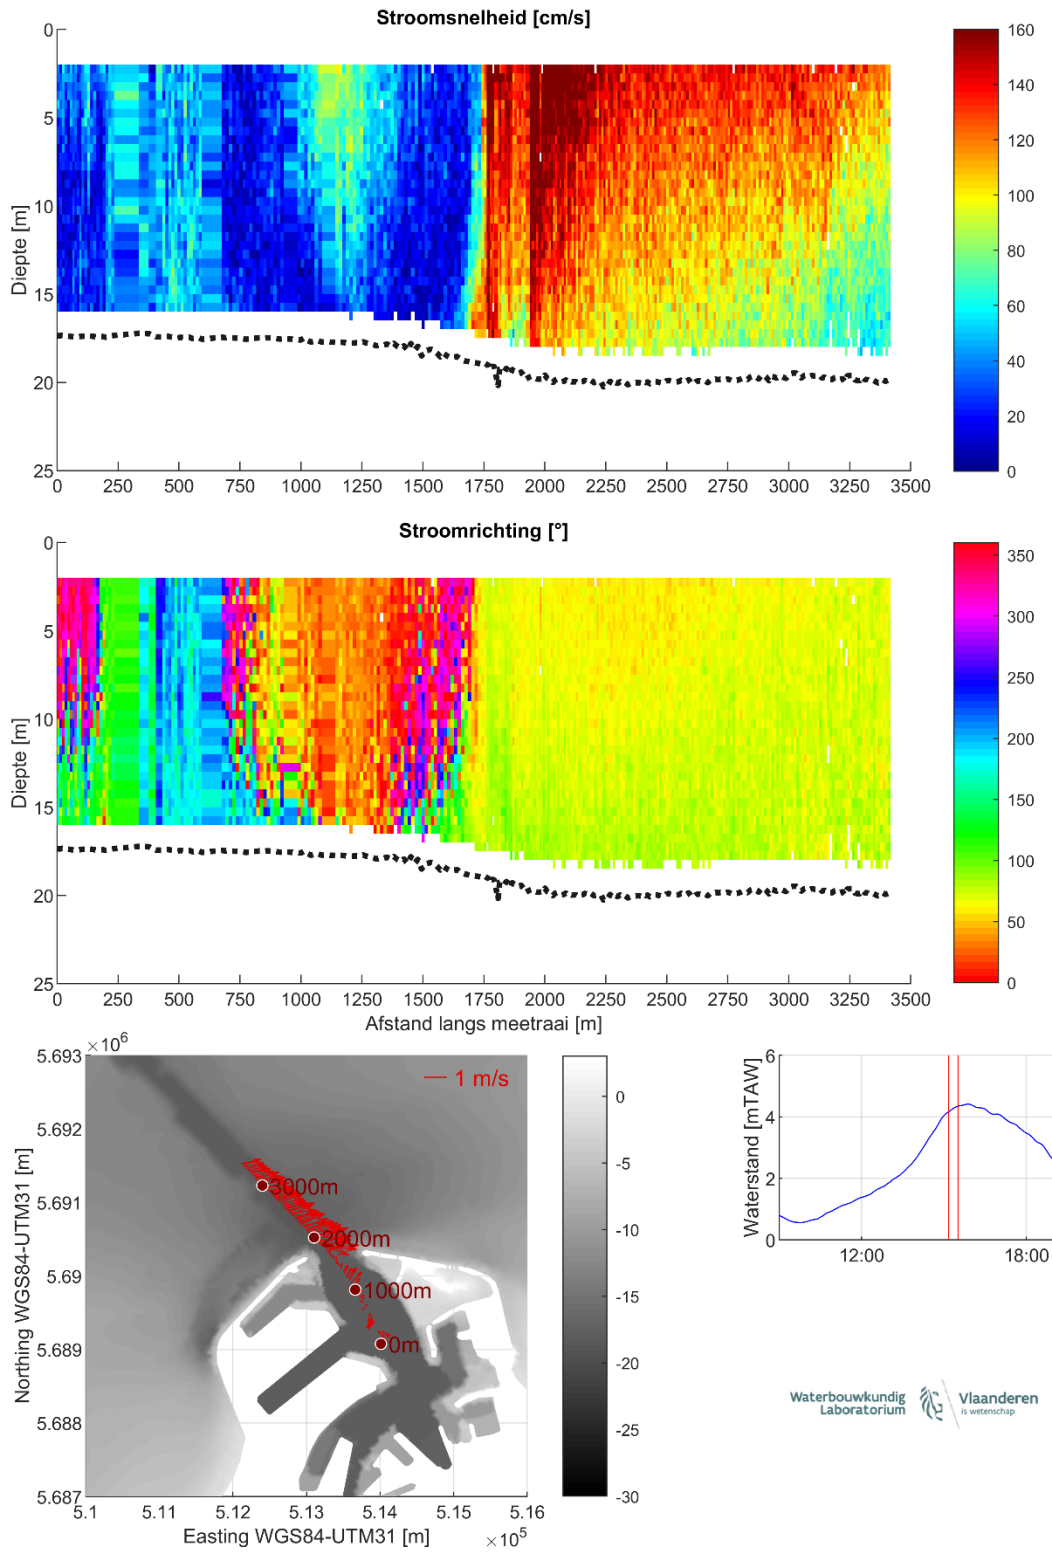 Stroomsnelheid [cm/s]
Diepte [m]
0
5
10
15
20
25
0 250 500 750 1000 1250 1500 1750 2000 2250 2500 2750 3000 3250 3500
160
140
120
100
80
60
40
20
0
Stroomrichting [°]
Diepte [m]
0
5
10
15
20
25
0 250 500 750 1000 1250 1500 1750 2000 2250 2500 2750 3000 3250 3500
Afstand langs meetraai [m]
350
300
250
200
150
100
50
0
×10⁶
5.693
5.692
5.691
5.69
5.689
5.688
5.687
Northing WGS84-UTM31 [m]
1 m/s
3000m
2000m
1000m
0m
5.1 5.12 5.13 5.14 5.15 5.16
Easting WGS84-UTM31 [m]
×10⁵
0
-5
-10
-15
-20
-25
-30
Waterstand [mTAW]
6
4
2
0
12:00 18:00
Waterbouwkundig
Laboratorium
Vlaanderen
is wetenschap